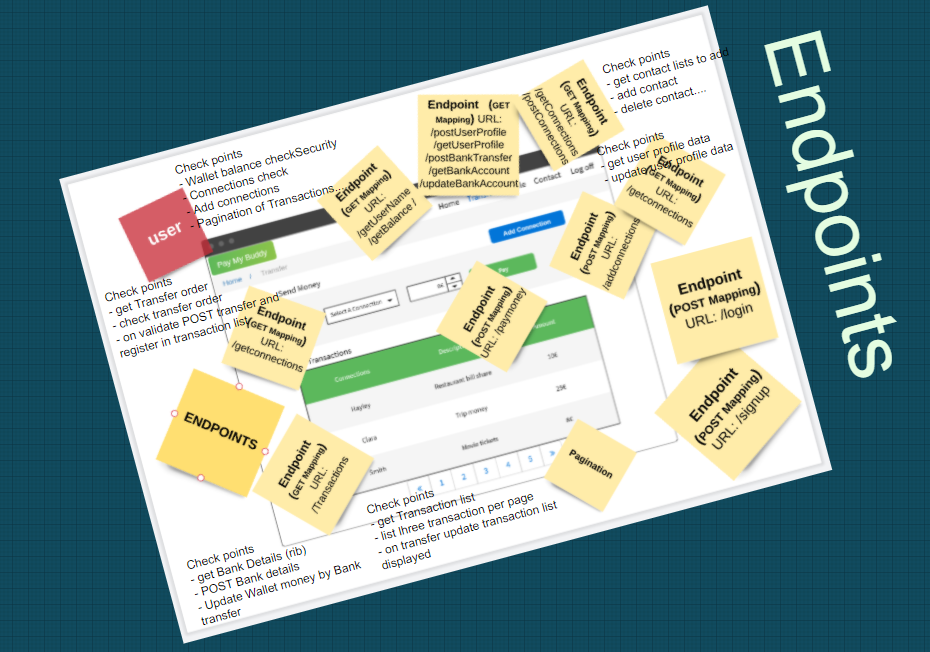 Endpoints
Check points
- get contact lists to add
- add contact
- delete contact....
Check points
- get user profile data
- update user profile data
Endpoint (GET
Mapping) URL:
/postUserProfile
/getUserProfile
/postBankTransfer
/getBankAccount
/updateBankAccount
Endpoint
(GET Mapping)
URL:
/getConnections
/postConnections
Check points
- Wallet balance checkSecurity
- Connections check
- Add connections
- Pagination of Transactions
user
Endpoint
(GET Mapping)
URL:
/getUserName
/getBalance /
Endpoint
(GET Mapping)
URL:
/getconnections
Home
Contact
Log off
Pay My Buddy
Add Connection
Home / Transfer
Endpoint
(POST Mapping)
URL:
/addconnections
Endpoint
(POST Mapping)
URL: /login
Check points
- get Transfer order
- check transfer order
- on validate POST transfer and
register in transaction list
Send Money
Select A Connection
Pay
Endpoint
(POST Mapping)
URL: /paymoney
Endpoint
(GET Mapping)
URL:
/getconnections
Transactions
Connections
Hayley
Restaurant bill share
10€
Clara
Trip money
25€
Smith
Movie tickets
8€
« 1 2 3 4 5 »
Endpoint
(POST Mapping)
URL: /signup
ENDPOINTS
Endpoint
(GET Mapping)
URL:
/Transactions
Pagination
Check points
- get Transaction list
- list lhree transaction per page
- on transfer update transaction list
displayed
Check points
- get Bank Details (rib)
- POST Bank details
- Update Wallet money by Bank
transfer